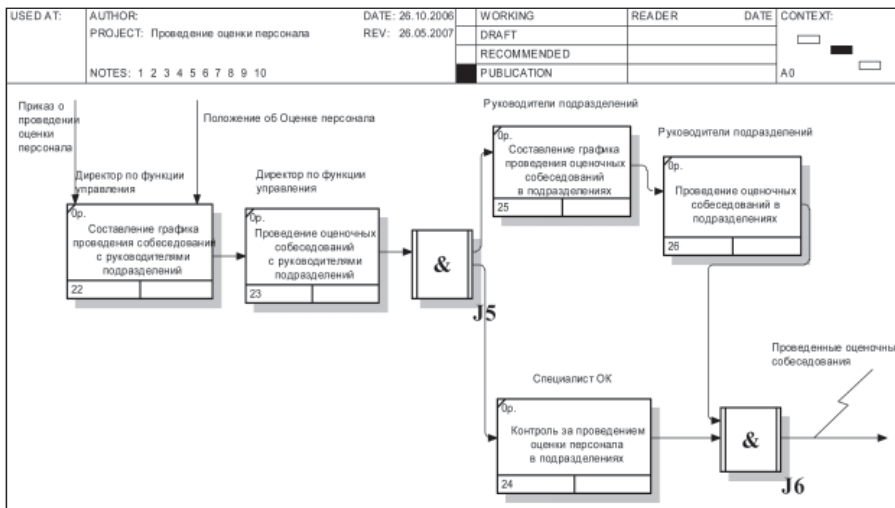 USED AT:
AUTHOR:
DATE: 26.10.2006
WORKING
READER
DATE
CONTEXT:
PROJECT: Проведение оценки персонала
REV: 26.05.2007
DRAFT
RECOMMENDED
NOTES: 1 2 3 4 5 6 7 8 9 10
PUBLICATION
A0
Приказ о
проведении
оценки
персонала
Положение об Оценке персонала
Директор по функции
управления
0р.
Составление графика
проведения собеседований
с руководителями
подразделений
22
Директор по функции
управления
0р.
Проведение оценочных
собеседований
с руководителями
подразделений
23
&
J5
Руководители подразделений
0р.
Составление графика
проведения оценочных
собеседований
в подразделениях
25
Руководители подразделений
0р.
Проведение оценочных
собеседований в
подразделениях
26
Специалист ОК
0р.
Контроль за проведением
оценки персонала
в подразделениях
24
&
J6
Проведенные оценочны
собеседования